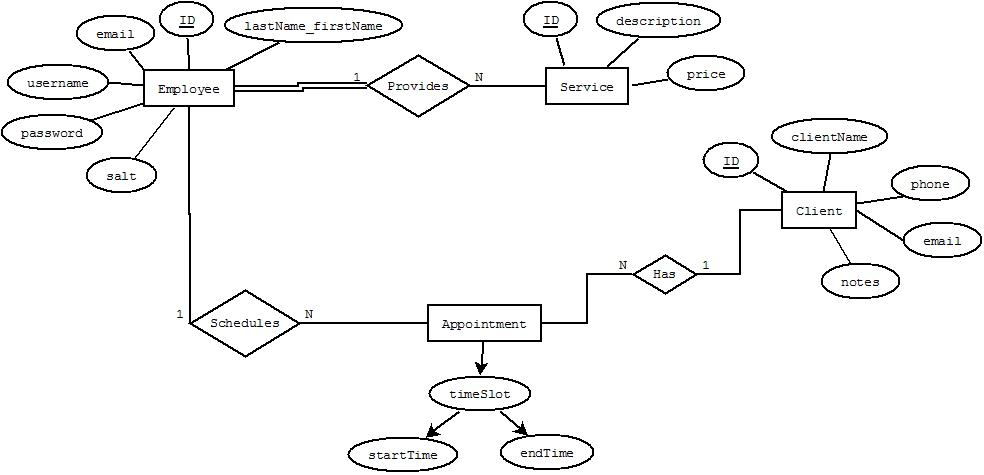 ID
ID
email
lastName_firstName
description
username
Employee
1
Provides
N
Service
price
password
clientName
salt
ID
phone
Client
email
N
Has
1
notes
1
Schedules
N
Appointment
timeSlot
startTime
endTime